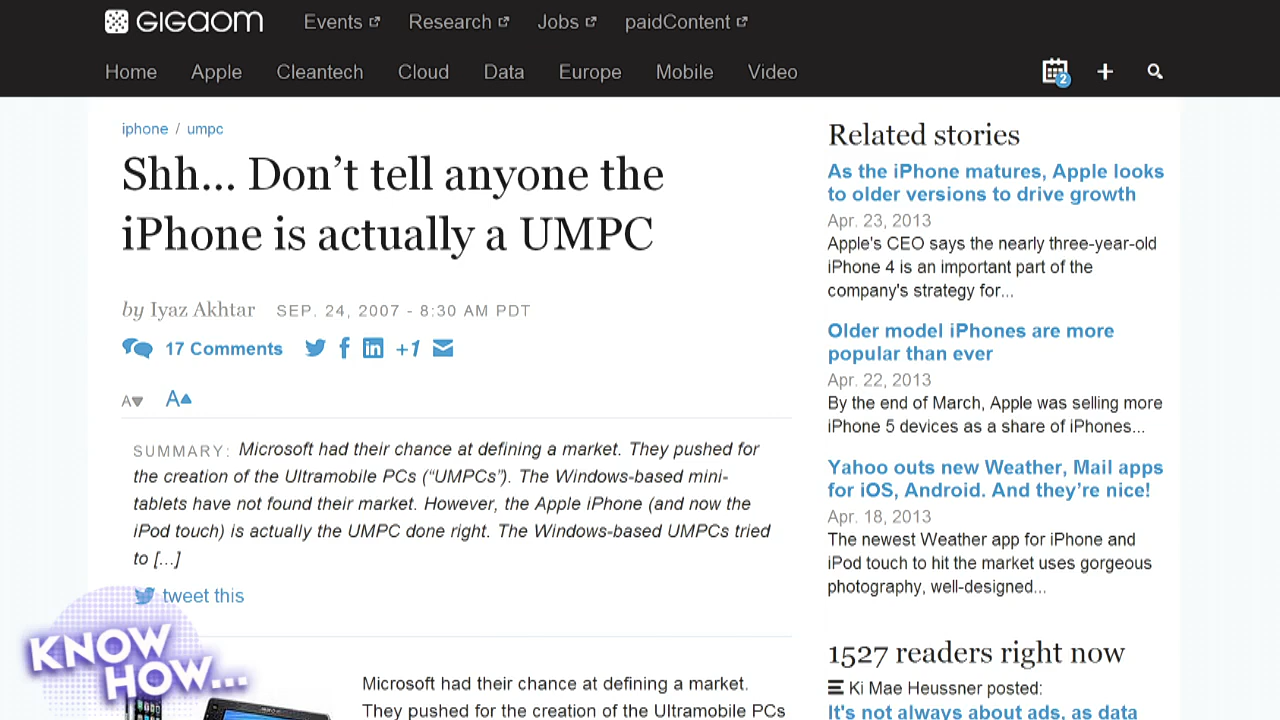 GIGAOM Events Research Jobs paidContent
Home Apple Cleantech Cloud Data Europe Mobile Video 2
iphone / umpc
Shh... Don't tell anyone the
iPhone is actually a UMPC
by Iyaz Akhtar SEP. 24, 2007 - 8:30 AM PDT
17 Comments +1
A A
SUMMARY: Microsoft had their chance at defining a market. They pushed for
the creation of the Ultramobile PCs (“UMPCs”). The Windows-based mini-
tablets have not found their market. However, the Apple iPhone (and now the
iPod touch) is actually the UMPC done right. The Windows-based UMPCs tried
to [...]
tweet this
Microsoft had their chance at defining a market.
They pushed for the creation of the Ultramobile PCs
KNOW
HOW...
Related stories
As the iPhone matures, Apple looks
to older versions to drive growth
Apr. 23, 2013
Apple's CEO says the nearly three-year-old
iPhone 4 is an important part of the
company's strategy for...
Older model iPhones are more
popular than ever
Apr. 22, 2013
By the end of March, Apple was selling more
iPhone 5 devices as a share of iPhones...
Yahoo outs new Weather, Mail apps
for iOS, Android. And they’re nice!
Apr. 18, 2013
The newest Weather app for iPhone and
iPod touch to hit the market uses gorgeous
photography, well-designed...
1527 readers right now
Ki Mae Heussner posted:
It's not always about ads, as data